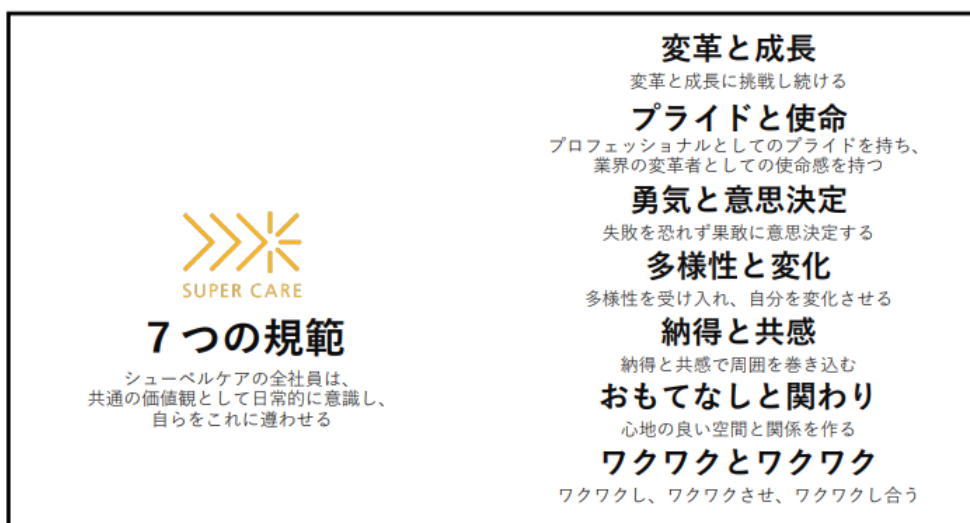 SUPER CARE
7つの規範
シューペルケアの全社員は、
共通の価値観として日常的に意識し、
自らをこれに遵わせる
変革と成長
変革と成長に挑戦し続ける
プライドと使命
プロフェッショナルとしてのプライドを持ち、
業界の変革者としての使命感を持つ
勇気と意思決定
失敗を恐れず果敢に意思決定する
多様性と変化
多様性を受け入れ、自分を変化させる
納得と共感
納得と共感で周囲を巻き込む
おもてなしと関わり
心地の良い空間と関係を作る
ワクワクとワクワク
ワクワクし、ワクワクさせ、ワクワクし合う